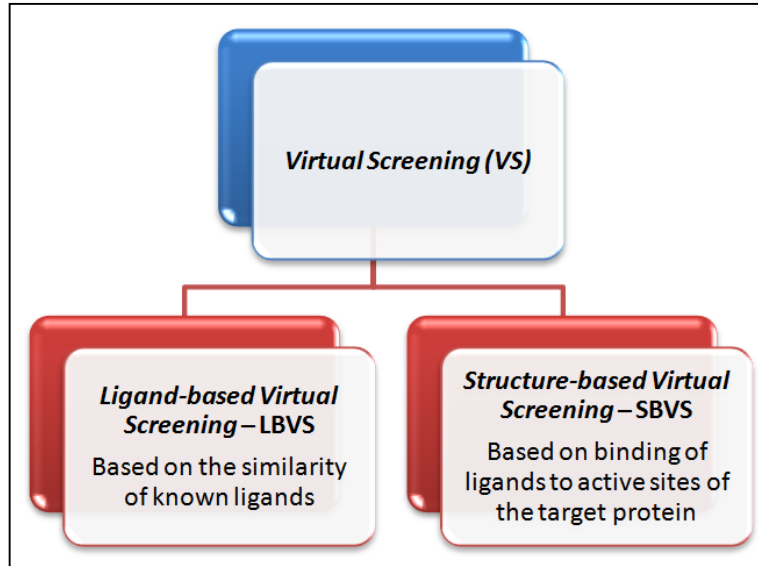 Virtual Screening (VS)
Ligand-based Virtual
Screening – LBVS
Based on the similarity
of known ligands
Structure-based Virtual
Screening – SBVS
Based on binding of
ligands to active sites of
the target protein